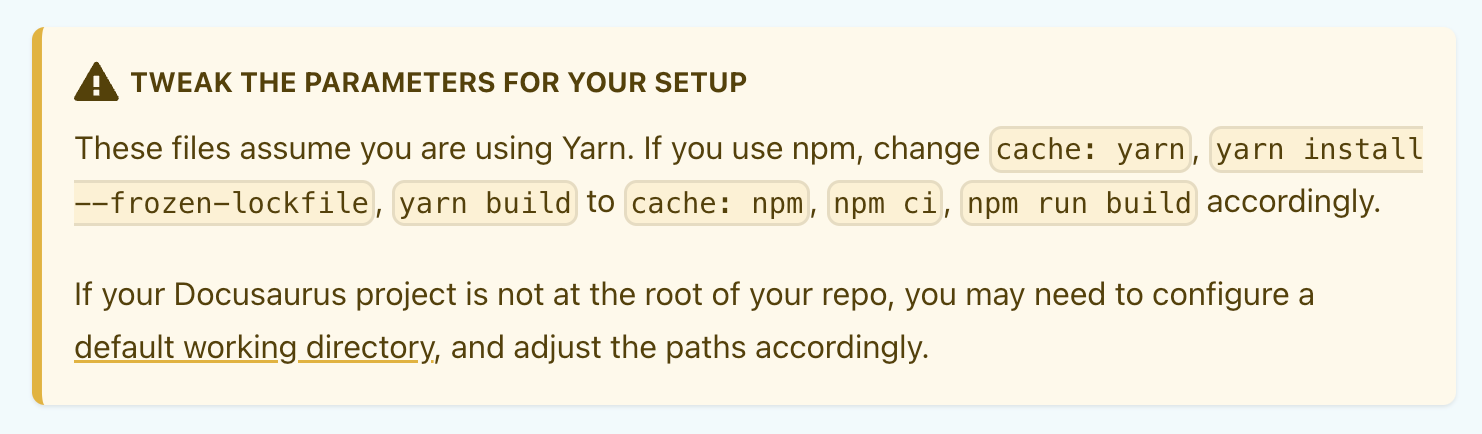 TWEAK THE PARAMETERS FOR YOUR SETUP
These files assume you are using Yarn. If you use npm, change cache: yarn, yarn install
--frozen-lockfile, yarn build to cache: npm, npm ci, npm run build accordingly.
If your Docusaurus project is not at the root of your repo, you may need to configure a
default working directory, and adjust the paths accordingly.